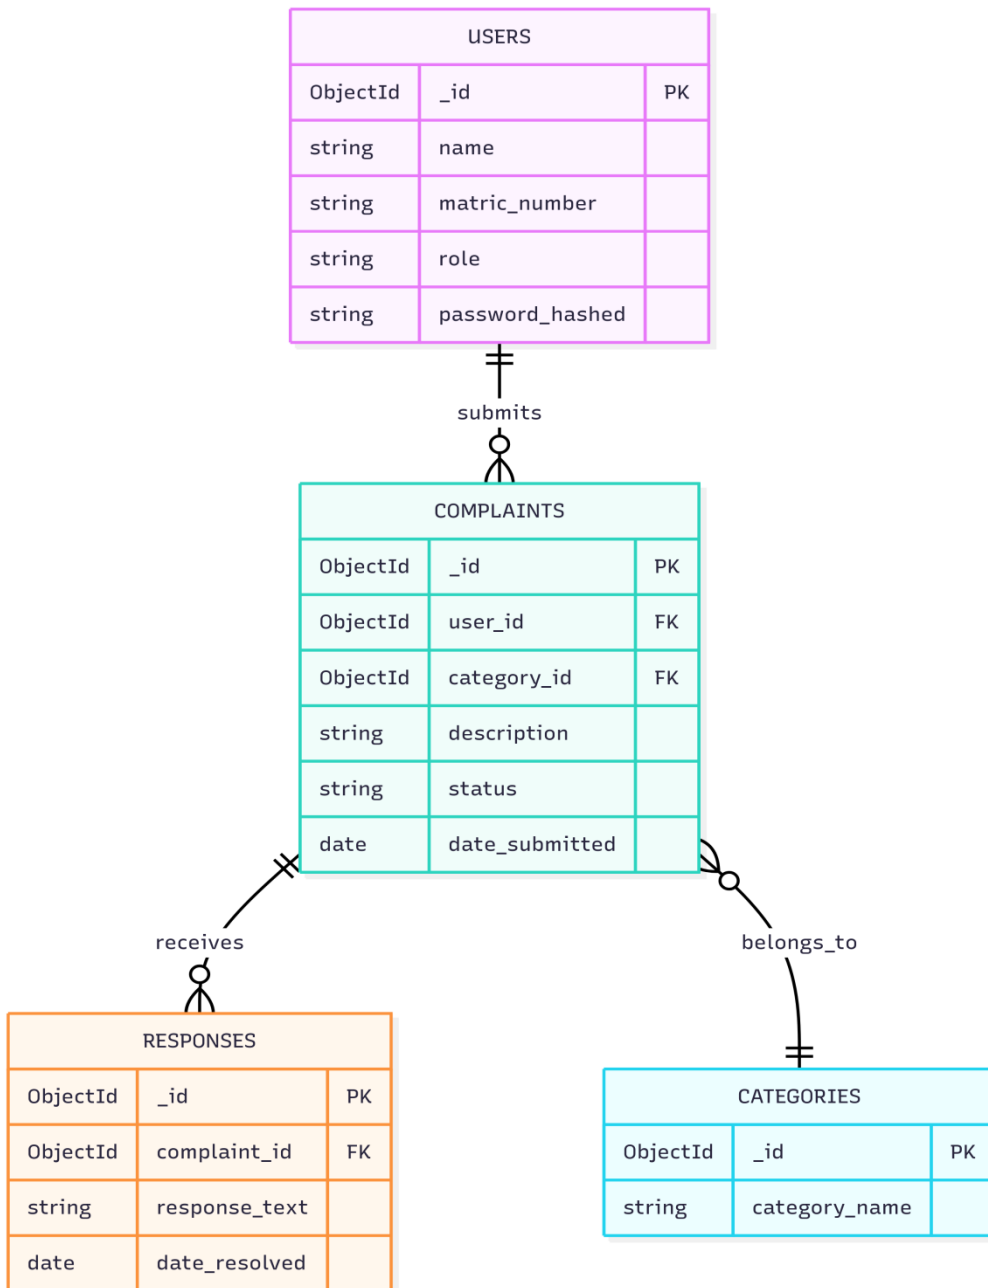 USERS
ObjectId _id PK
string name
string matric_number
string role
string password_hashed
submits
COMPLAINTS
ObjectId _id PK
ObjectId user_id FK
ObjectId category_id FK
string description
string status
date date_submitted
receives
belongs_to
RESPONSES
ObjectId _id PK
ObjectId complaint_id FK
string response_text
date date_resolved
CATEGORIES
ObjectId _id PK
string category_name